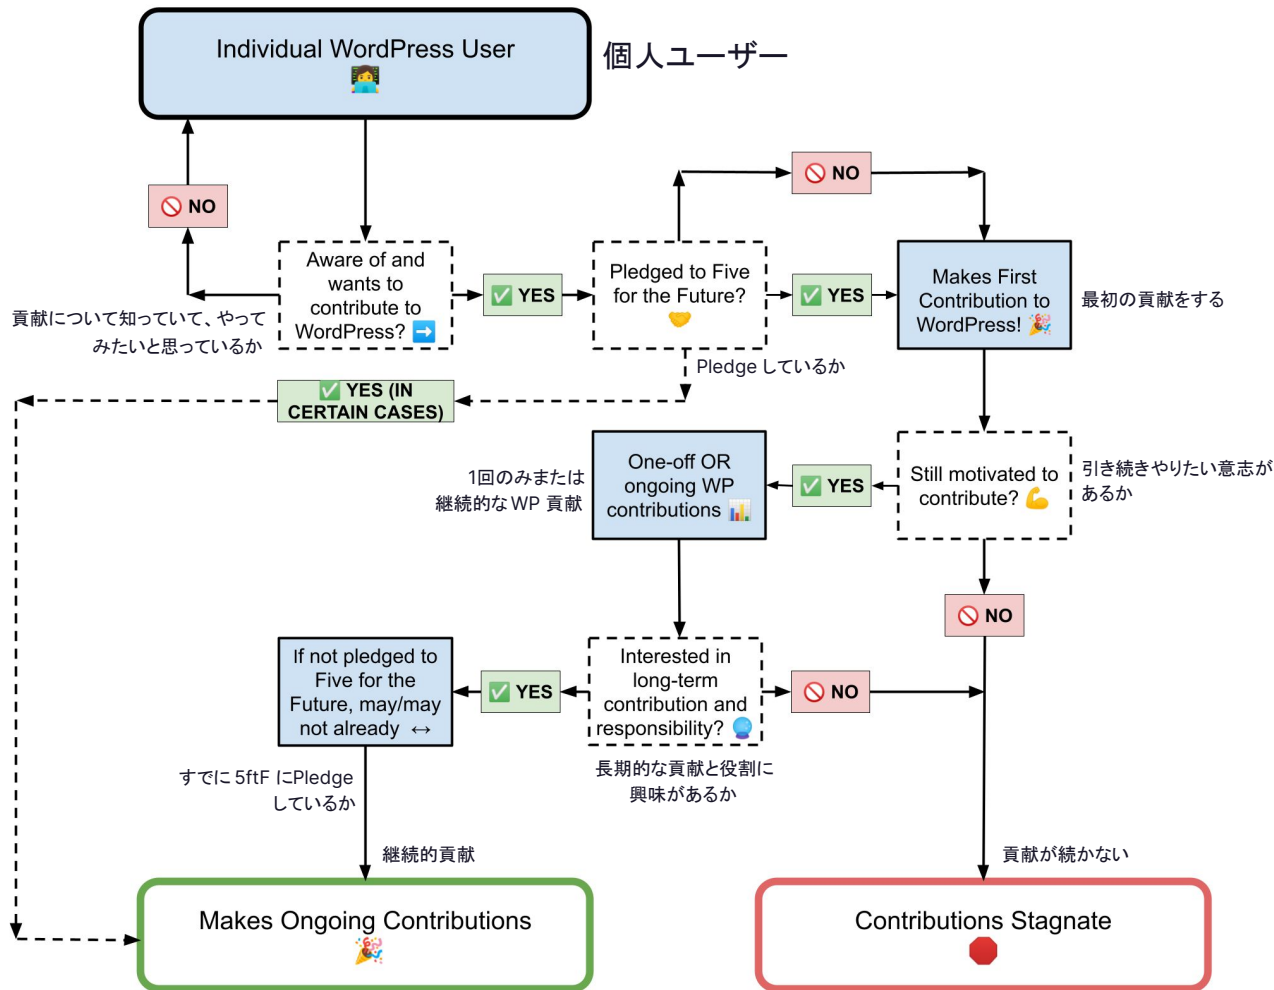 Individual WordPress User
👩‍💻
個人ユーザー
🚫 NO
🚫 NO
Aware of and
wants to
contribute to
WordPress? ➡️
✅ YES
Pledged to Five
for the Future?
🤝
✅ YES
Makes First
Contribution to
WordPress! 🎉
最初の貢献をする
貢献について知っていて、やって
みたいと思っているか
Pledge しているか
✅ YES (IN
CERTAIN CASES)
1回のみまたは
継続的な WP 貢献
One-off OR
ongoing WP
contributions 📊
✅ YES
Still motivated to
contribute? 💪
引き続きやりたい意志が
あるか
🚫 NO
If not pledged to
Five for the
Future, may/may
not already ↔
✅ YES
Interested in
long-term
contribution and
responsibility? 🔮
🚫 NO
すでに 5ftF にPledge
しているか
長期的な貢献と役割に
興味があるか
継続的貢献
貢献が続かない
Makes Ongoing Contributions
🎉
Contributions Stagnate
🛑